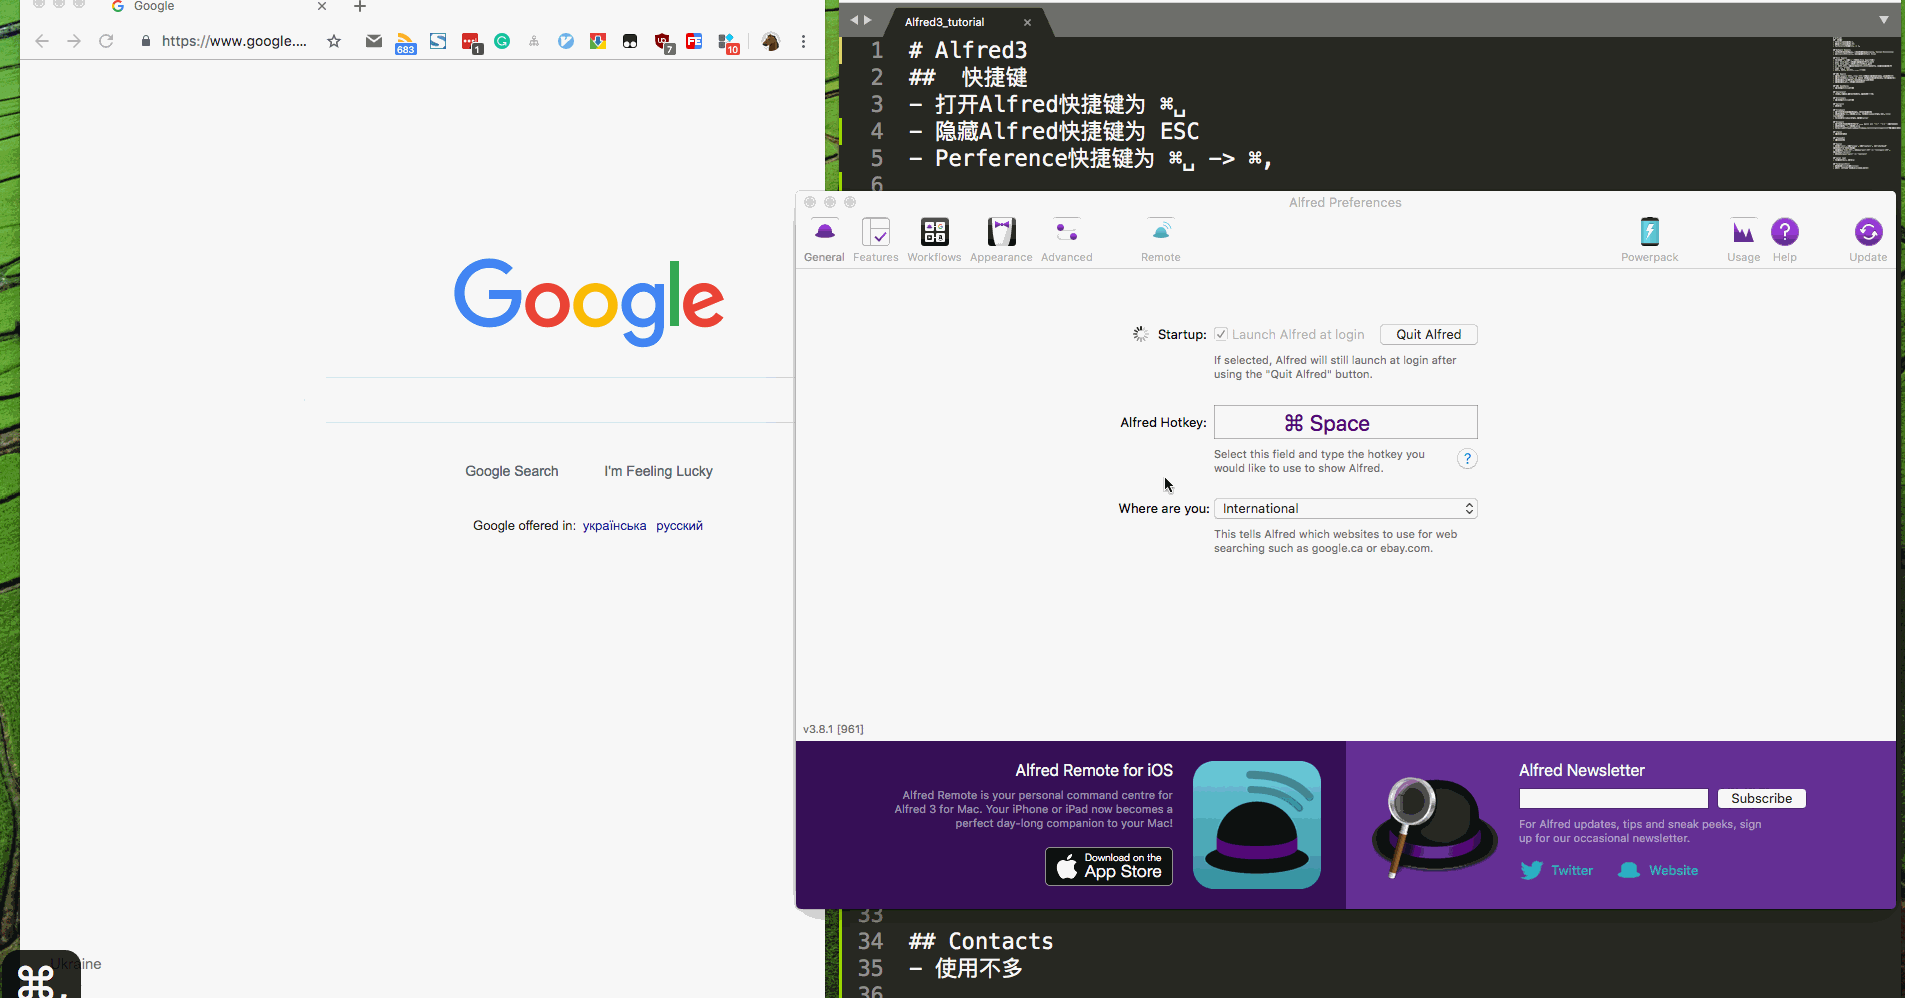 Google
https://www.google....
683
1
7
FE
10
Google
Google Search
I'm Feeling Lucky
Google offered in: українська русский
Ukraine
⌘,
Alfred3_tutorial
1 # Alfred3
2 ## 快捷键
3 - 打开Alfred快捷键为 ⌘␣
4 - 隐藏Alfred快捷键为 ESC
5 - Perference快捷键为 ⌘␣ -> ⌘,
6
Alfred Preferences
General
Features
Workflows
Appearance
Advanced
Remote
Powerpack
Usage
Help
Update
Startup: Launch Alfred at login
Quit Alfred
If selected, Alfred will still launch at login after
using the "Quit Alfred" button.
Alfred Hotkey: ⌘ Space
Select this field and type the hotkey you
would like to use to show Alfred.
?
Where are you: International
This tells Alfred which websites to use for web
searching such as google.ca or ebay.com.
v3.8.1 [961]
Alfred Remote for iOS
Alfred Remote is your personal command centre for
Alfred 3 for Mac. Your iPhone or iPad now becomes a
perfect day-long companion to your Mac!
Download on the
App Store
Alfred Newsletter
Subscribe
For Alfred updates, tips and sneak peeks, sign
up for our occasional newsletter.
Twitter
Website
33
34 ## Contacts
35 - 使用不多
36